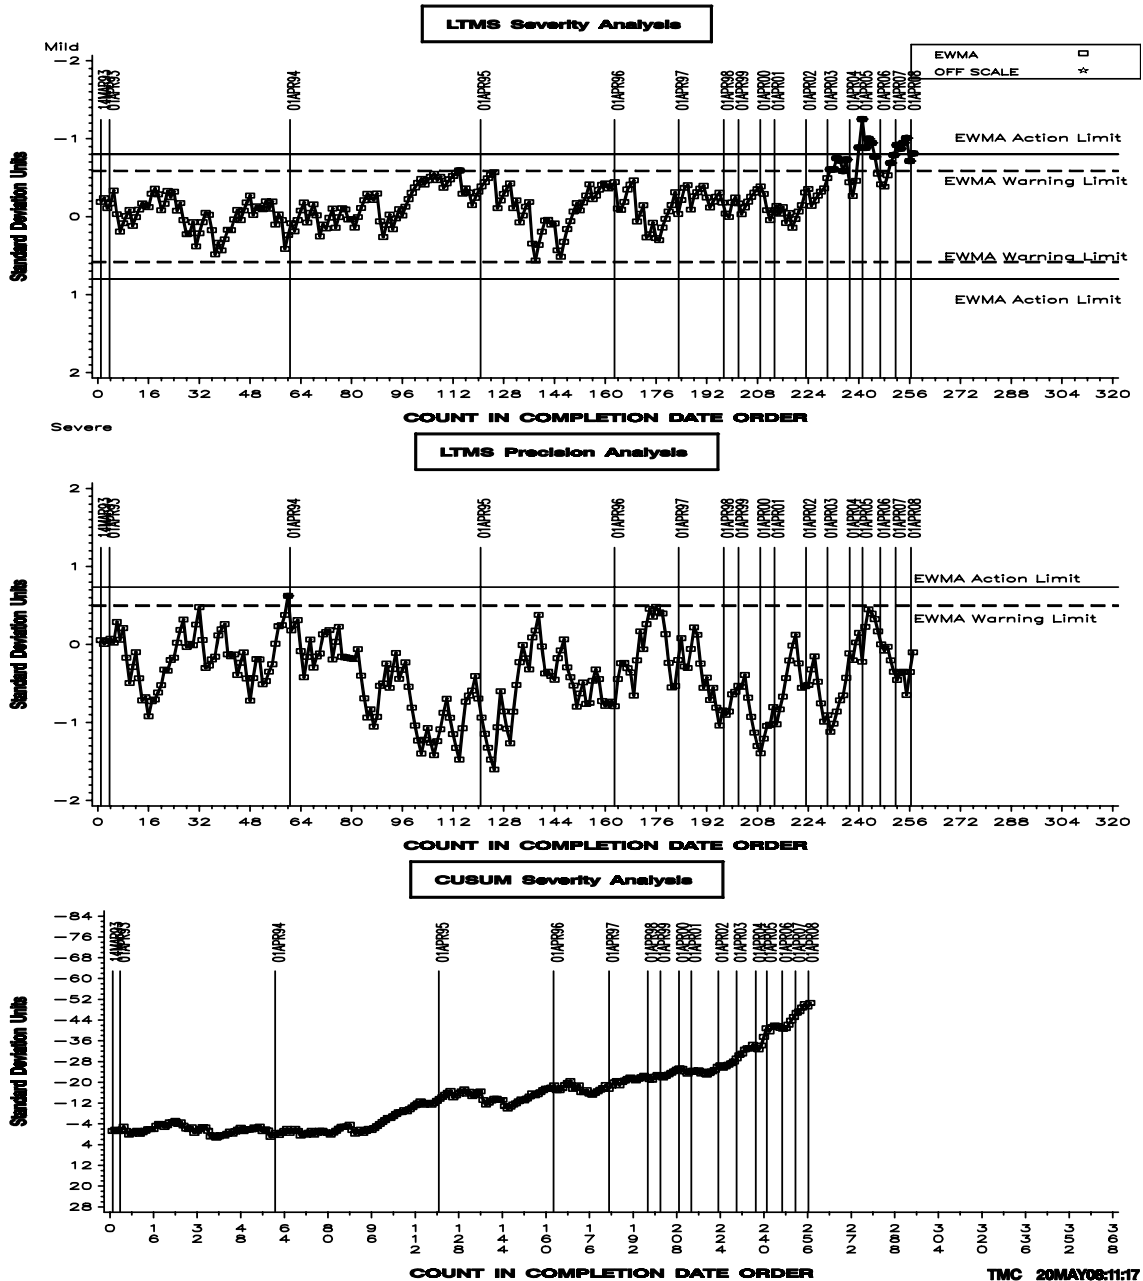 LTMS Severity Analysis
Mild
EWMA
OFF SCALE
-2
-1
0
1
2
Standard Deviation Units
14MAR93 01APR93 01APR94 01APR95 01APR96 01APR97 01APR98 01APR99 01APR00 01APR01 01APR02 01APR03 01APR04 01APR05 01APR06 01APR07 01APR08
EWMA Action Limit
EWMA Warning Limit
EWMA Warning Limit
EWMA Action Limit
0 16 32 48 64 80 96 112 128 144 160 176 192 208 224 240 256 272 288 304 320
COUNT IN COMPLETION DATE ORDER
Severe
LTMS Precision Analysis
2
1
0
-1
-2
Standard Deviation Units
14MAR93 01APR93 01APR94 01APR95 01APR96 01APR97 01APR98 01APR99 01APR00 01APR01 01APR02 01APR03 01APR04 01APR05 01APR06 01APR07 01APR08
EWMA Action Limit
EWMA Warning Limit
0 16 32 48 64 80 96 112 128 144 160 176 192 208 224 240 256 272 288 304 320
COUNT IN COMPLETION DATE ORDER
CUSUM Severity Analysis
-84
-76
-68
-60
-52
-44
-36
-28
-20
-12
-4
4
12
20
28
Standard Deviation Units
14MAR93 01APR93 01APR94 01APR95 01APR96 01APR97 01APR98 01APR99 01APR00 01APR01 01APR02 01APR03 01APR04 01APR05 01APR06 01APR07 01APR08
0 16 32 48 64 80 96 112 128 144 160 176 192 208 224 240 256 272 288 304 320 336 352 368
COUNT IN COMPLETION DATE ORDER
TMC 20MAY08:11:17